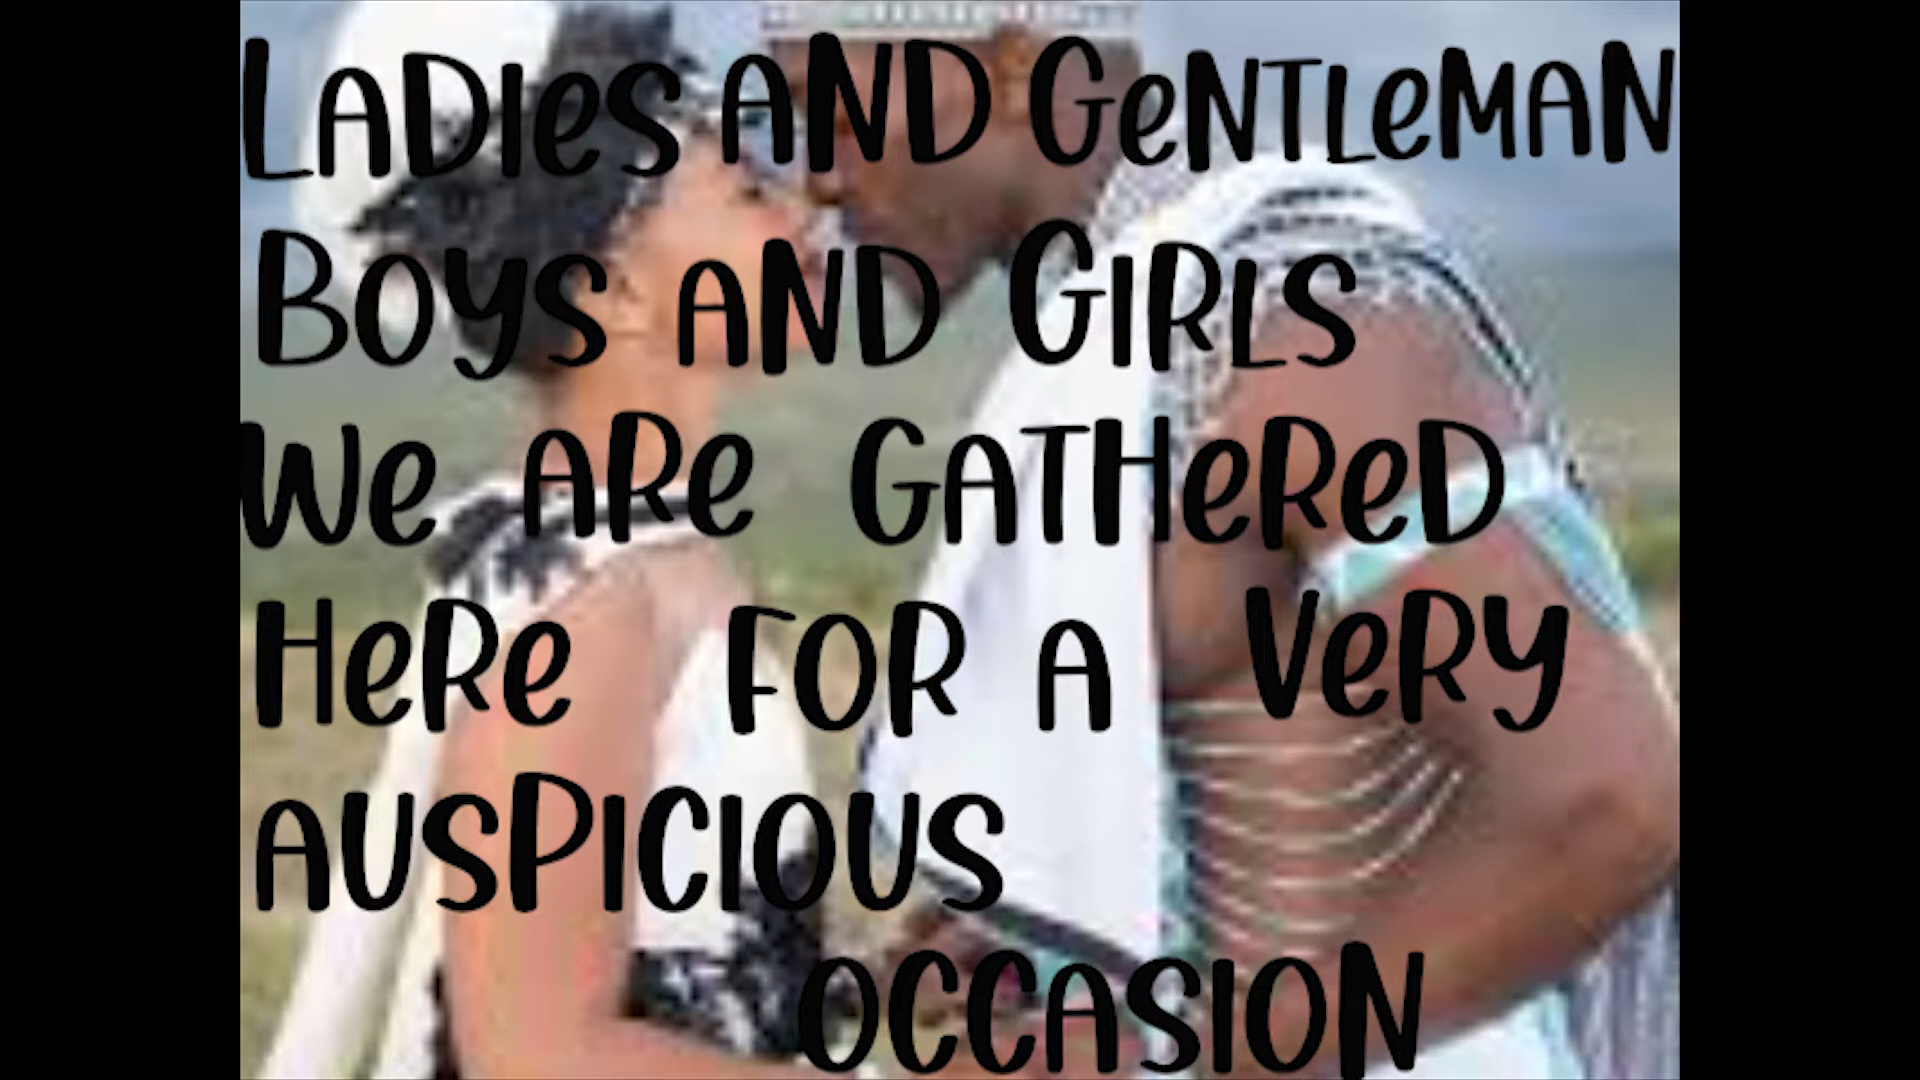 LADIES AND GENTLEMAN
BOYS AND GIRLS
WE ARE GATHERED
HERE FOR A VERY
AUSPICIOUS
OCCASION